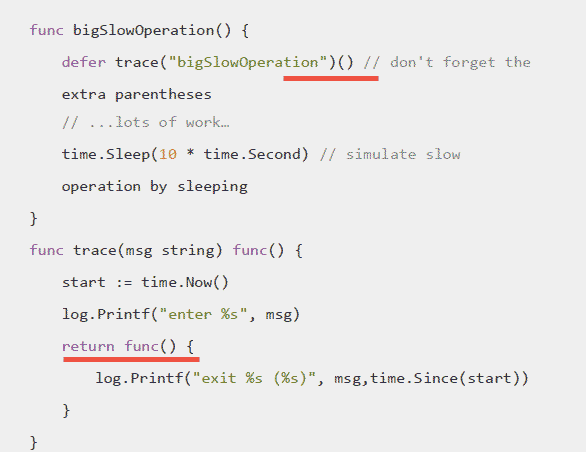 func bigSlowOperation() {
defer trace("bigSlowOperation")() // don't forget the
extra parentheses
// ...lots of work…
time.Sleep(10 * time.Second) // simulate slow
operation by sleeping
}
func trace(msg string) func() {
start := time.Now()
log.Printf("enter %s", msg)
return func() {
log.Printf("exit %s (%s)", msg,time.Since(start))
}
}